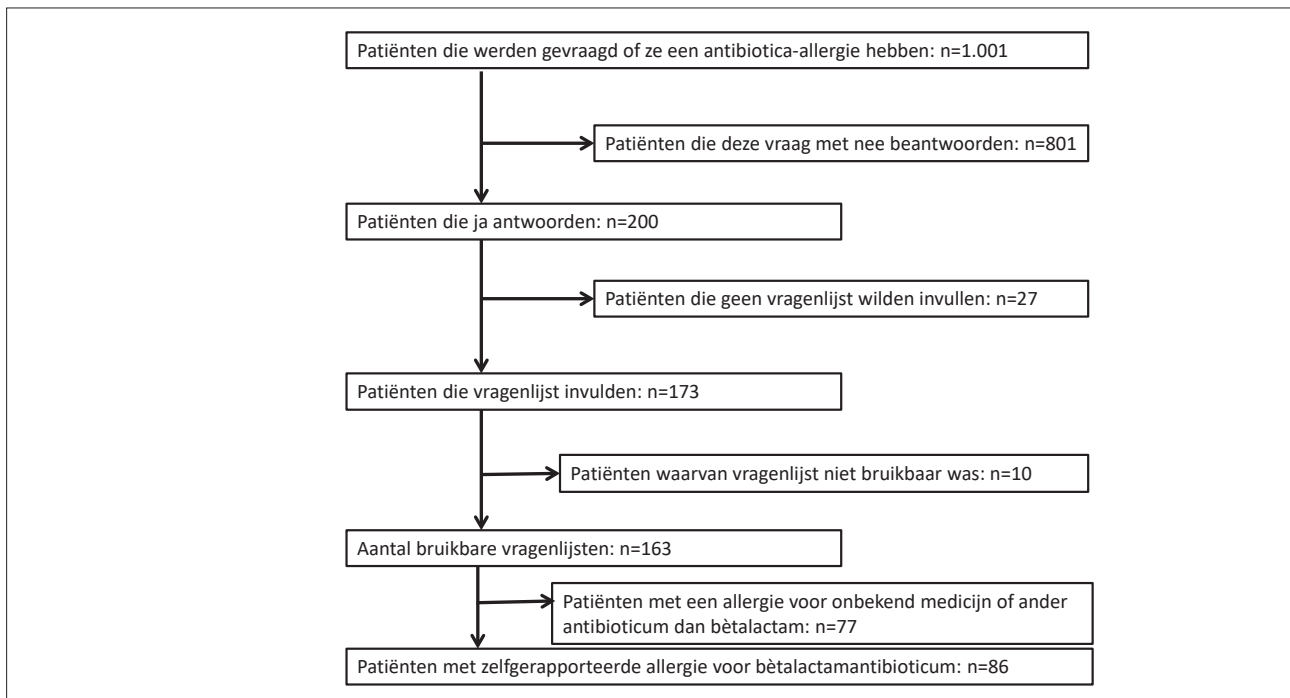 Patiënten die werden gevraagd of ze een antibiotica-allergie hebben: n=1.001
Patiënten die deze vraag met nee beantwoorden: n=801
Patiënten die ja antwoorden: n=200
Patiënten die geen vragenlijst wilden invullen: n=27
Patiënten die vragenlijst invulden: n=173
Patiënten waarvan vragenlijst niet bruikbaar was: n=10
Aantal bruikbare vragenlijsten: n=163
Patiënten met een allergie voor onbekend medicijn of ander
antibioticum dan bètalactam: n=77
Patiënten met zelfgerapporteerde allergie voor bètalactamantibioticum: n=86